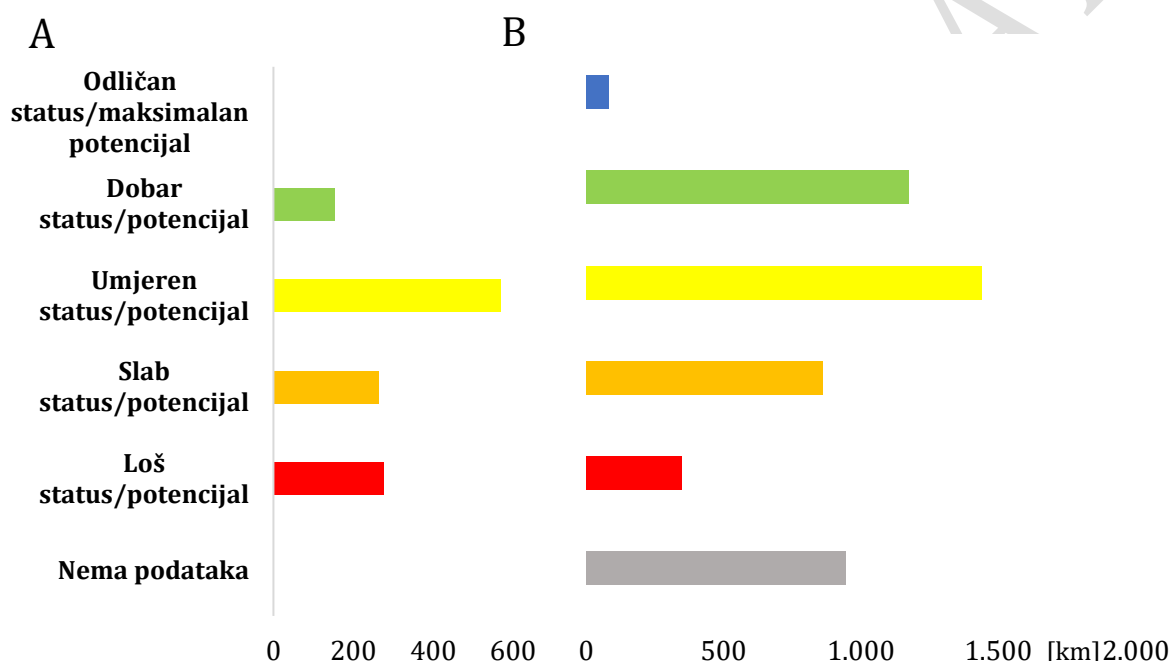 A
B
Odličan
status/maksimalan
potencijal
Dobar
status/potencijal
Umjeren
status/potencijal
Slab
status/potencijal
Loš
status/potencijal
Nema podataka
0 200 400 600
0 500 1.000 1.500 [km] 2.000